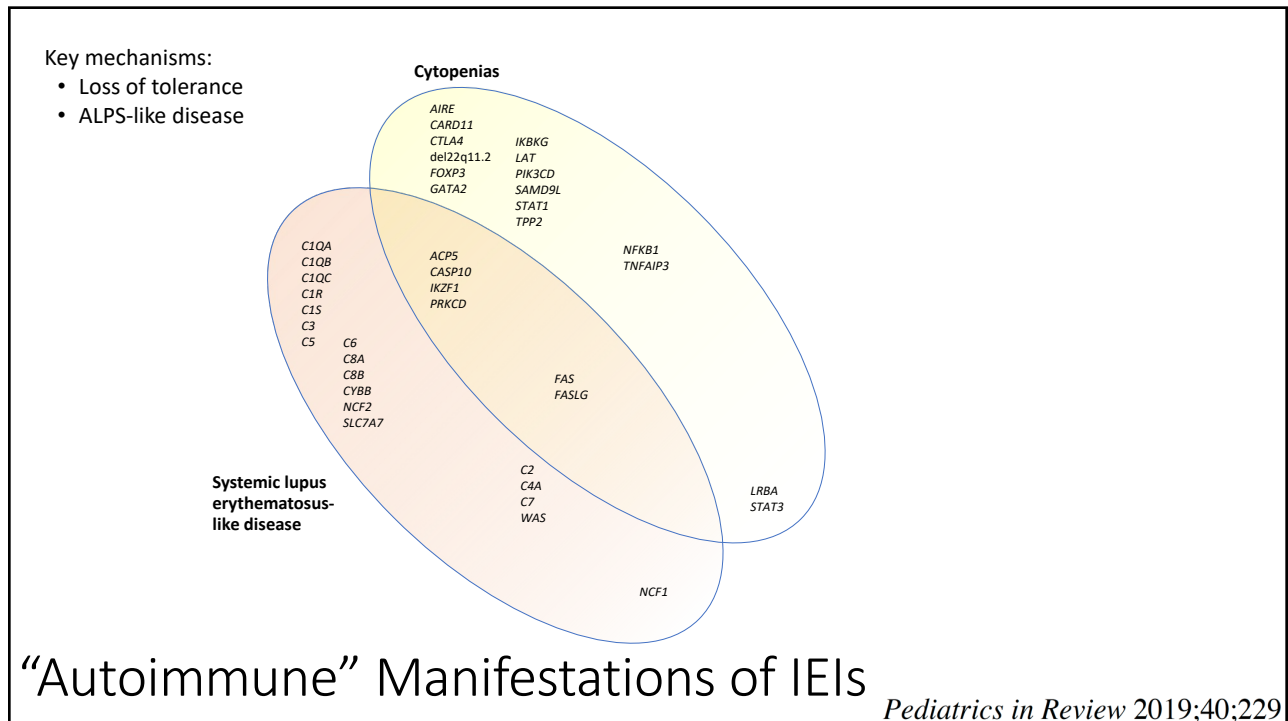 Key mechanisms:
• Loss of tolerance
• ALPS-like disease
Cytopenias
AIRE
CARD11
CTLA4
del22q11.2
FOXP3
GATA2
IKBKG
LAT
PIK3CD
SAMD9L
STAT1
TPP2
NFKB1
TNFAIP3
C1QA
C1QB
C1QC
C1R
C1S
C3
C5
ACP5
CASP10
IKZF1
PRKCD
C6
C8A
C8B
CYBB
NCF2
SLC7A7
FAS
FASLG
Systemic lupus
erythematosus-
like disease
C2
C4A
C7
WAS
LRBA
STAT3
NCF1
“Autoimmune” Manifestations of IEIs
Pediatrics in Review 2019;40;229